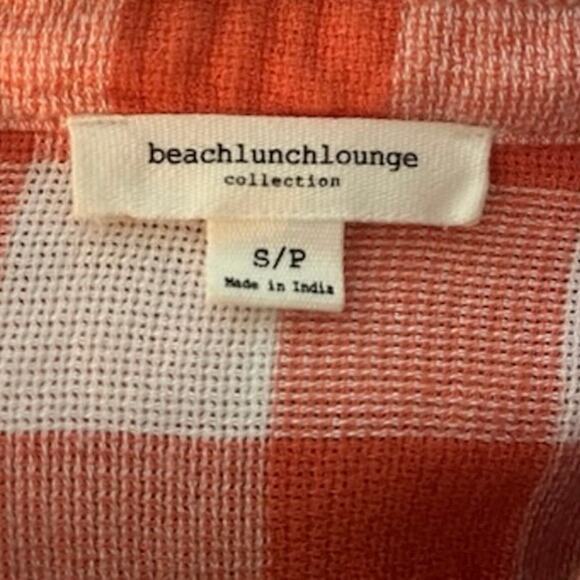 beachlunchlounge
collection
S/P
Made in India